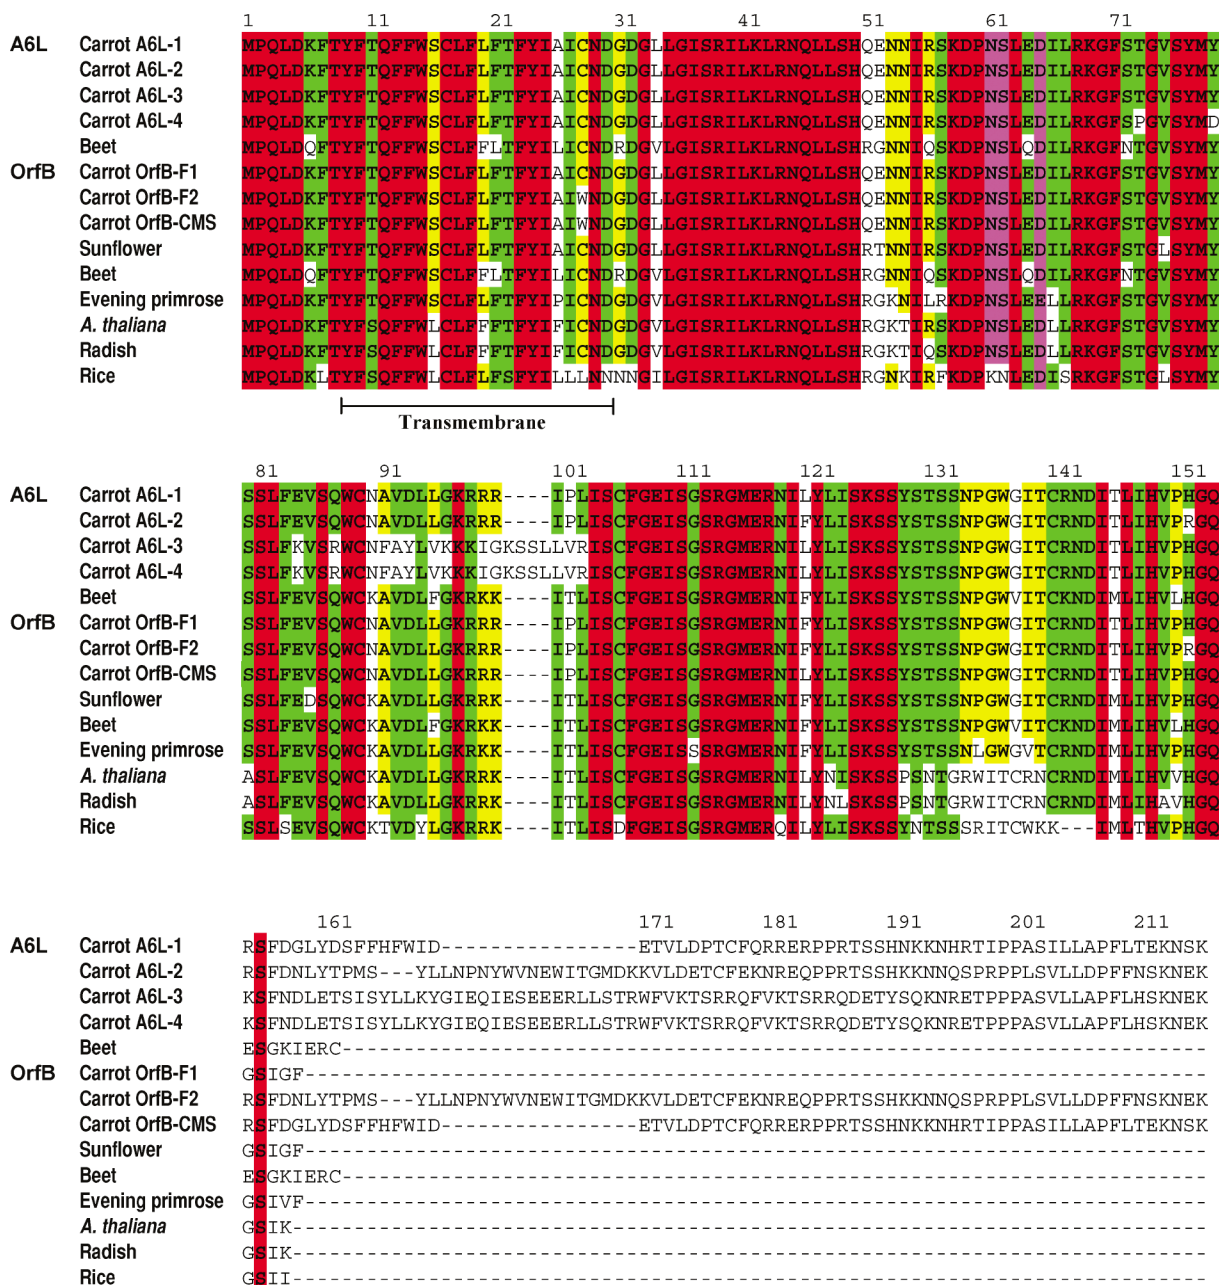 1 11 21 31 41 51 61 71
A6L Carrot A6L-1 MPQLDKFTYFTQFFWSCLFLFTFYIAICNDGDGLLGISRILKLRNQLLSHQENNIRSKDPNSLEDILRKGFSTGVSYMY
Carrot A6L-2 MPQLDKFTYFTQFFWSCLFLFTFYIAICNDGDGLLGISRILKLRNQLLSHQENNIRSKDPNSLEDILRKGFSTGVSYMY
Carrot A6L-3 MPQLDKFTYFTQFFWSCLFLFTFYIAICNDGDGLLGISRILKLRNQLLSHQENNIRSKDPNSLEDILRKGFSTGVSYMY
Carrot A6L-4 MPQLDKFTYFTQFFWSCLFLFTFYIAICNDGDGLLGISRILKLRNQLLSHQENNIRSKDPNSLEDILRKGFSPGVSYMD
Beet MPQLDQFTYFTQFFWSCLFFLTFYILICNDRDGLLGISRILKLRNQLLSHRGNNIQSKDPNSLQDILRKGFNTGVSYMY
OrfB Carrot OrfB-F1 MPQLDKFTYFTQFFWSCLFLFTFYIAICNDGDGLLGISRILKLRNQLLSHQENNIRSKDPNSLEDILRKGFSTGVSYMY
Carrot OrfB-F2 MPQLDKFTYFTQFFWSCLFLFTFYIAIWNDGDGLLGISRILKLRNQLLSHQENNIRSKDPNSLEDILRKGFSTGVSYMY
Carrot OrfB-CMS MPQLDKFTYFTQFFWSCLFLFTFYIAIWNDGDGLLGISRILKLRNQLLSHQENNIRSKDPNSLEDILRKGFSTGVSYMY
Sunflower MPQLDKFTYFTQFFWSCLFLFTFYIAICNDGDGLLGISRILKLRNQLLSHRTNNIRSKDPNSLEDILRKGFSTGLSYMY
Beet MPQLDQFTYFTQFFWSCLFFLTFYILICNDRDGVLGISRILKLRNQLLSHRGNNIQSKDPNSLQDILRKGFNTGVSYMY
Evening primrose MPQLDKFTYFTQFFWSCLFLFTFYIPICNDGDGVLGISRILKLRNQLLSHRGKNILRKDPNSLEELLRKGFSTGVSYMY
A. thaliana MPQLDKFTYFSQFFWLCLFFFTFYIFICNDGDGVLGISRILKLRNQLLSHRGKTIRSKDPNSLEDLLRKGFSTGVSYMY
Radish MPQLDKFTYFSQFFWLCLFFFTFYIFICNDGDGVLGISRILKLRNQLLSHRGKTIQSKDPNSLEDLLRKGFSTGVSYMY
Rice MPQLDKLTYFSQFFWLCLFLFSFYILLLNNNNGILGISRILKLRNQLLSHRGNKIRFKDPKNLEDISRKGFSTGLSYMY
Transmembrane
81 91 101 111 121 131 141 151
A6L Carrot A6L-1 SSLFEVSQWCNAVDLLGKRRR----IPLISCFGEISGSRGMERNILYLISKSSYSTSSNPGWGITCRNDITLIHVPHGQ
Carrot A6L-2 SSLFEVSQWCNAVDLLGKRRR----IPLISCFGEISGSRGMERNIFYLISKSSYSTSSNPGWGITCRNDITLIHVPRGQ
Carrot A6L-3 SSLFKVSRWCNFAYLVKKKIGKSSLLVRISCFGEISGSRGMERNILYLISKSSYSTSSNPGWGITCRNDITLIHVPHGQ
Carrot A6L-4 SSLFKVSRWCNFAYLVKKKIGKSSLLVRISCFGEISGSRGMERNILYLISKSSYSTSSNPGWGITCRNDITLIHVPHGQ
Beet SSLFEVSQWCKAVDLFGKRKK----ITLISCFGEISGSRGMERNIFYLISKSSYSTSSNPGWVITCKNDIMLIHVLHGQ
OrfB Carrot OrfB-F1 SSLFEVSQWCNAVDLLGKRRR----IPLISCFGEISGSRGMERNILYLISKSSYSTSSNPGWGITCRNDITLIHVPHGQ
Carrot OrfB-F2 SSLFEVSQWCNAVDLLGKRRR----IPLISCFGEISGSRGMERNIFYLISKSSYSTSSNPGWGITCRNDITLIHVPRGQ
Carrot OrfB-CMS SSLFEVSQWCNAVDLLGKRRR----IPLISCFGEISGSRGMERNILYLISKSSYSTSSNPGWGITCRNDITLIHVPHGQ
Sunflower SSLFEDSQWCKAVDLLGKRRK----ITLISCFGEISGSRGMERNIFYLISKSSYSTSSNPGWGITCRNDIMLIHVPHGQ
Beet SSLFEVSQWCKAVDLFGKRKK----ITLISCFGEISGSRGMERNIFYLISKSSYSTSSNPGWVITCKNDIMLIHVLHGQ
Evening primrose SSLFEVSQWCKAVDLLGKRRK----ITLISCFGEISSSRGMERNIFYLISKSSYSTSSNLGWGVTCRNDIMLIHVPHGQ
A. thaliana ASLFEVSQWCKAVDLLGKRRK----ITLISCFGEISGSRGMERNILYNISKSSPSNTGRWITCRNCRNDIMLIHVVHGQ
Radish ASLFEVSQWCKAVDLLGKRRK----ITLISCFGEISGSRGMERNILYNLSKSSPSNTGRWITCRNCRNDIMLIHAVHGQ
Rice SSLSEVSQWCKTVDYLGKRRK----ITLISDFGEISGSRGMERQILYLISKSSYNTSSSRITCWKK---IMLTHVPHGQ
161 171 181 191 201 211
A6L Carrot A6L-1 RSFDGLYDSFFHFWID----------------ETVLDPTCFQRRERPPRTSSHNKKNHRTIPPASILLAPFLTEKNSK
Carrot A6L-2 RSFDNLYTPMS---YLLNPNYWVNEWITGMDKKVLDETCFEKNREQPPRTSSHKKNNQSPRPPLSVLLDPFFNSKNEK
Carrot A6L-3 KSFNDLETSISYLLKYGIEQIESEEERLLSTRWFVKTSRRQFVKTSRRQDETYSQKNRETPPPASVLLAPFLHSKNEK
Carrot A6L-4 KSFNDLETSISYLLKYGIEQIESEEERLLSTRWFVKTSRRQFVKTSRRQDETYSQKNRETPPPASVLLAPFLHSKNEK
Beet ESGKIERC----------------------------------------------------------------------
OrfB Carrot OrfB-F1 GSIGF-------------------------------------------------------------------------
Carrot OrfB-F2 RSFDNLYTPMS---YLLNPNYWVNEWITGMDKKVLDETCFEKNREQPPRTSSHKKNNQSPRPPLSVLLDPFFNSKNEK
Carrot OrfB-CMS RSFDGLYDSFFHFWID----------------ETVLDPTCFQRRERPPRTSSHNKKNHRTIPPASILLAPFLTEKNSK
Sunflower GSIGF-------------------------------------------------------------------------
Beet ESGKIERC----------------------------------------------------------------------
Evening primrose GSIVF-------------------------------------------------------------------------
A. thaliana GSIK--------------------------------------------------------------------------
Radish GSIK--------------------------------------------------------------------------
Rice GSII--------------------------------------------------------------------------